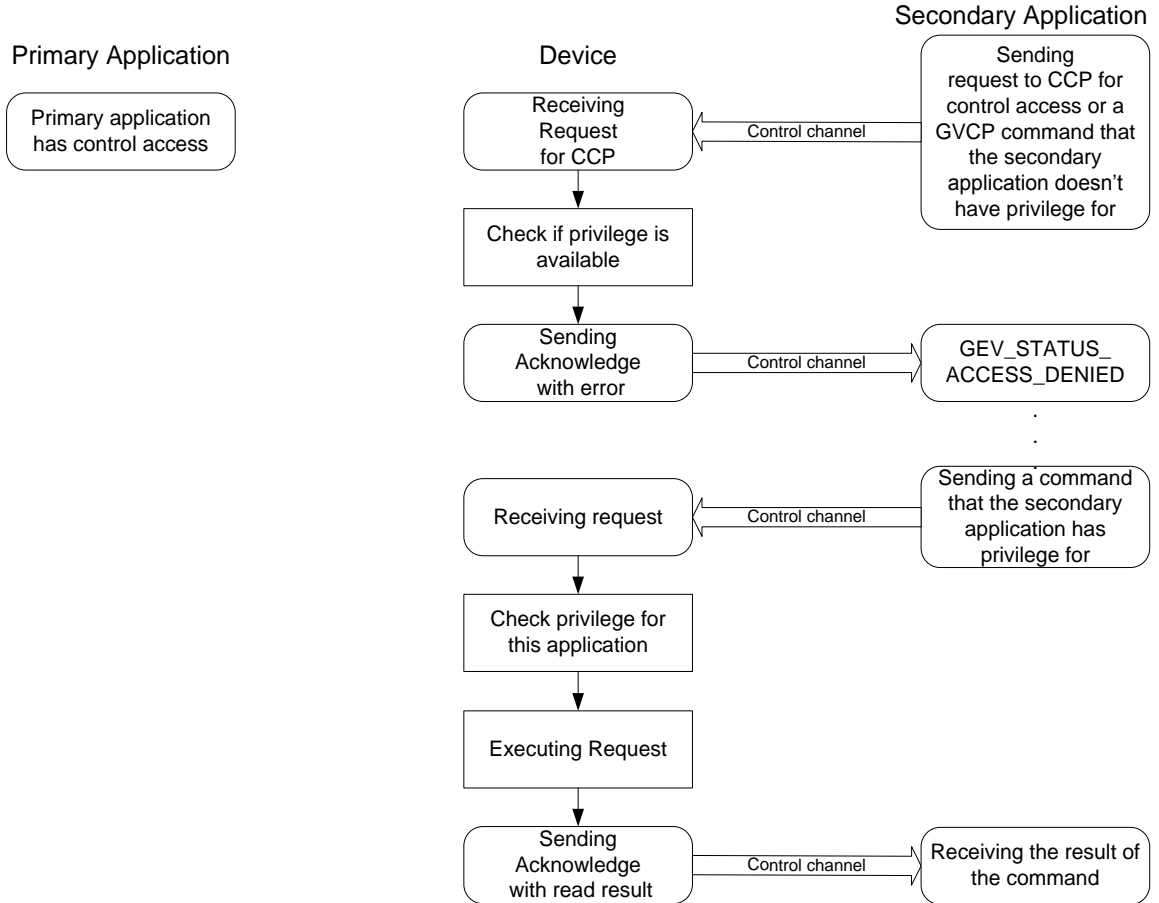 Secondary Application
Primary Application
Device
Primary application
has control access
Receiving
Request
for CCP
Control channel
Sending
request to CCP for
control access or a
GVCP command that
the secondary
application doesn't
have privilege for
Check if privilege is
available
Sending
Acknowledge
with error
Control channel
GEV_STATUS_
ACCESS_DENIED
.
.
.
Receiving request
Control channel
Sending a command
that the secondary
application has
privilege for
Check privilege for
this application
Executing Request
Sending
Acknowledge
with read result
Control channel
Receiving the result of
the command